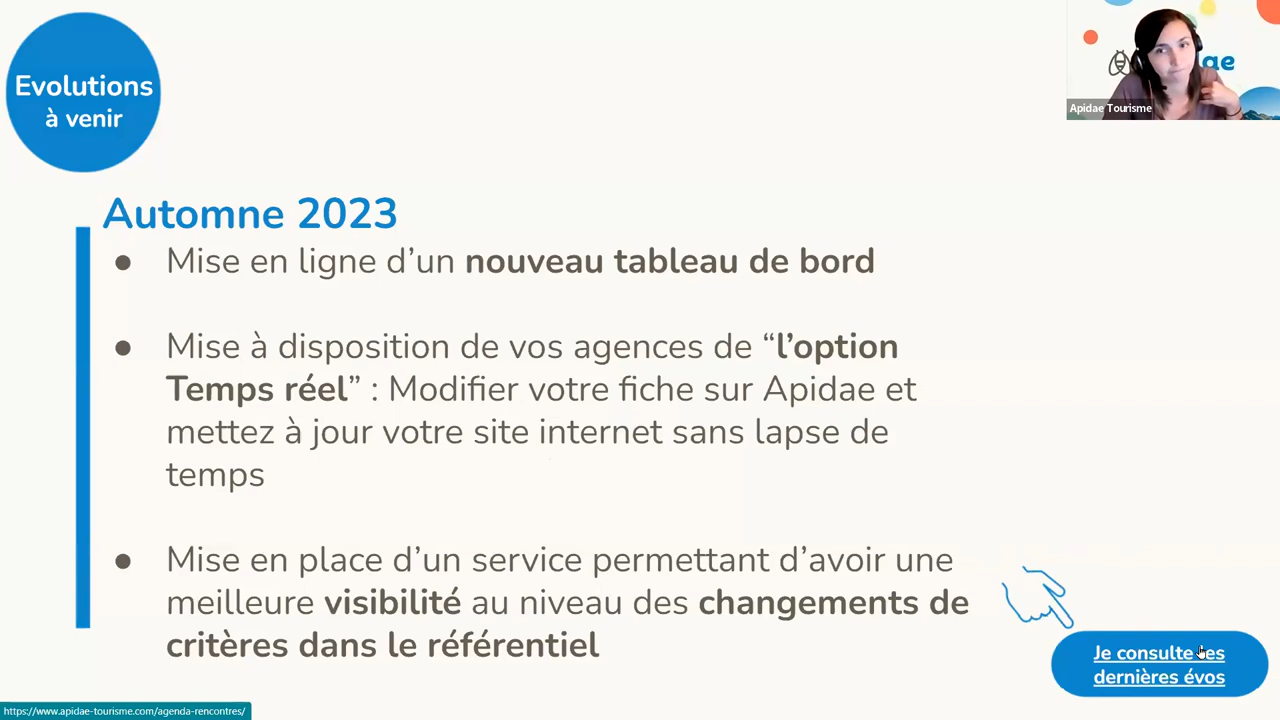 Evolutions
à venir
Apidae Tourisme
Automne 2023
● Mise en ligne d’un nouveau tableau de bord
● Mise à disposition de vos agences de “l’option
Temps réel” : Modifier votre fiche sur Apidae et
mettez à jour votre site internet sans lapse de
temps
● Mise en place d’un service permettant d’avoir une
meilleure visibilité au niveau des changements de
critères dans le référentiel
Je consulte les
dernières évos
https://www.apidae-tourisme.com/agenda-rencontres/